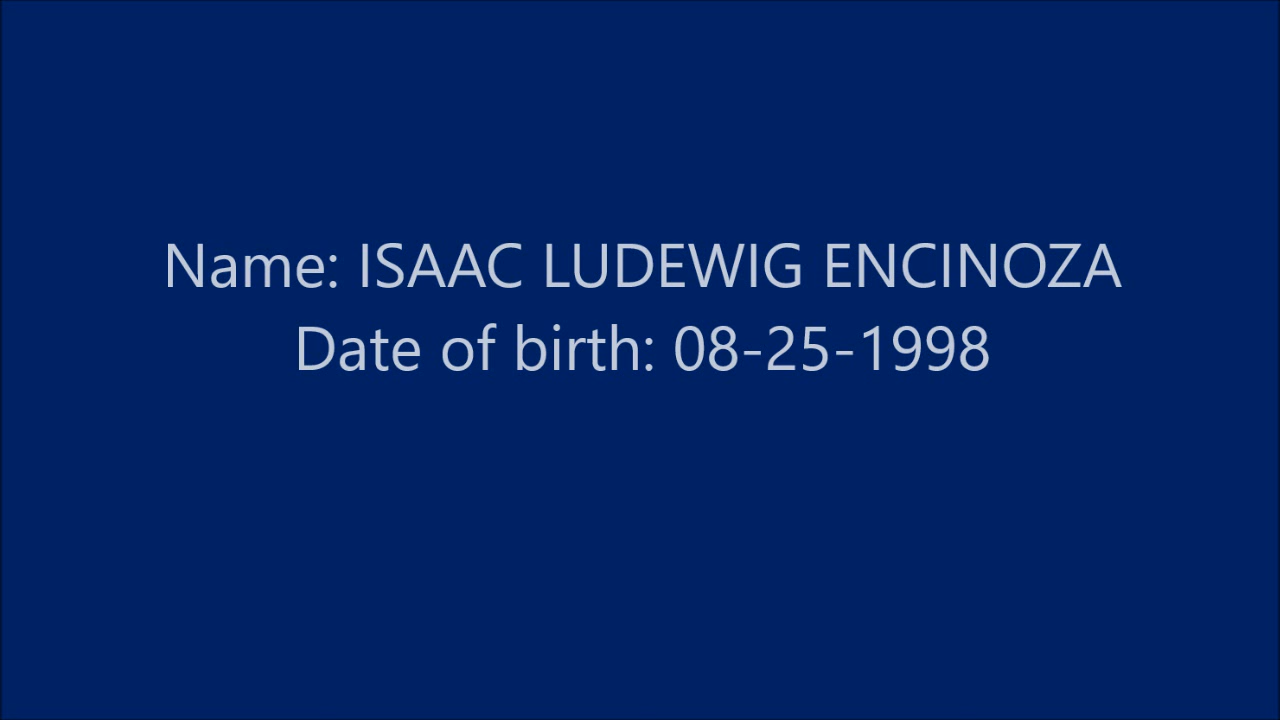 Name: ISAAC LUDEWIG ENCINOZA
Date of birth: 08-25-1998